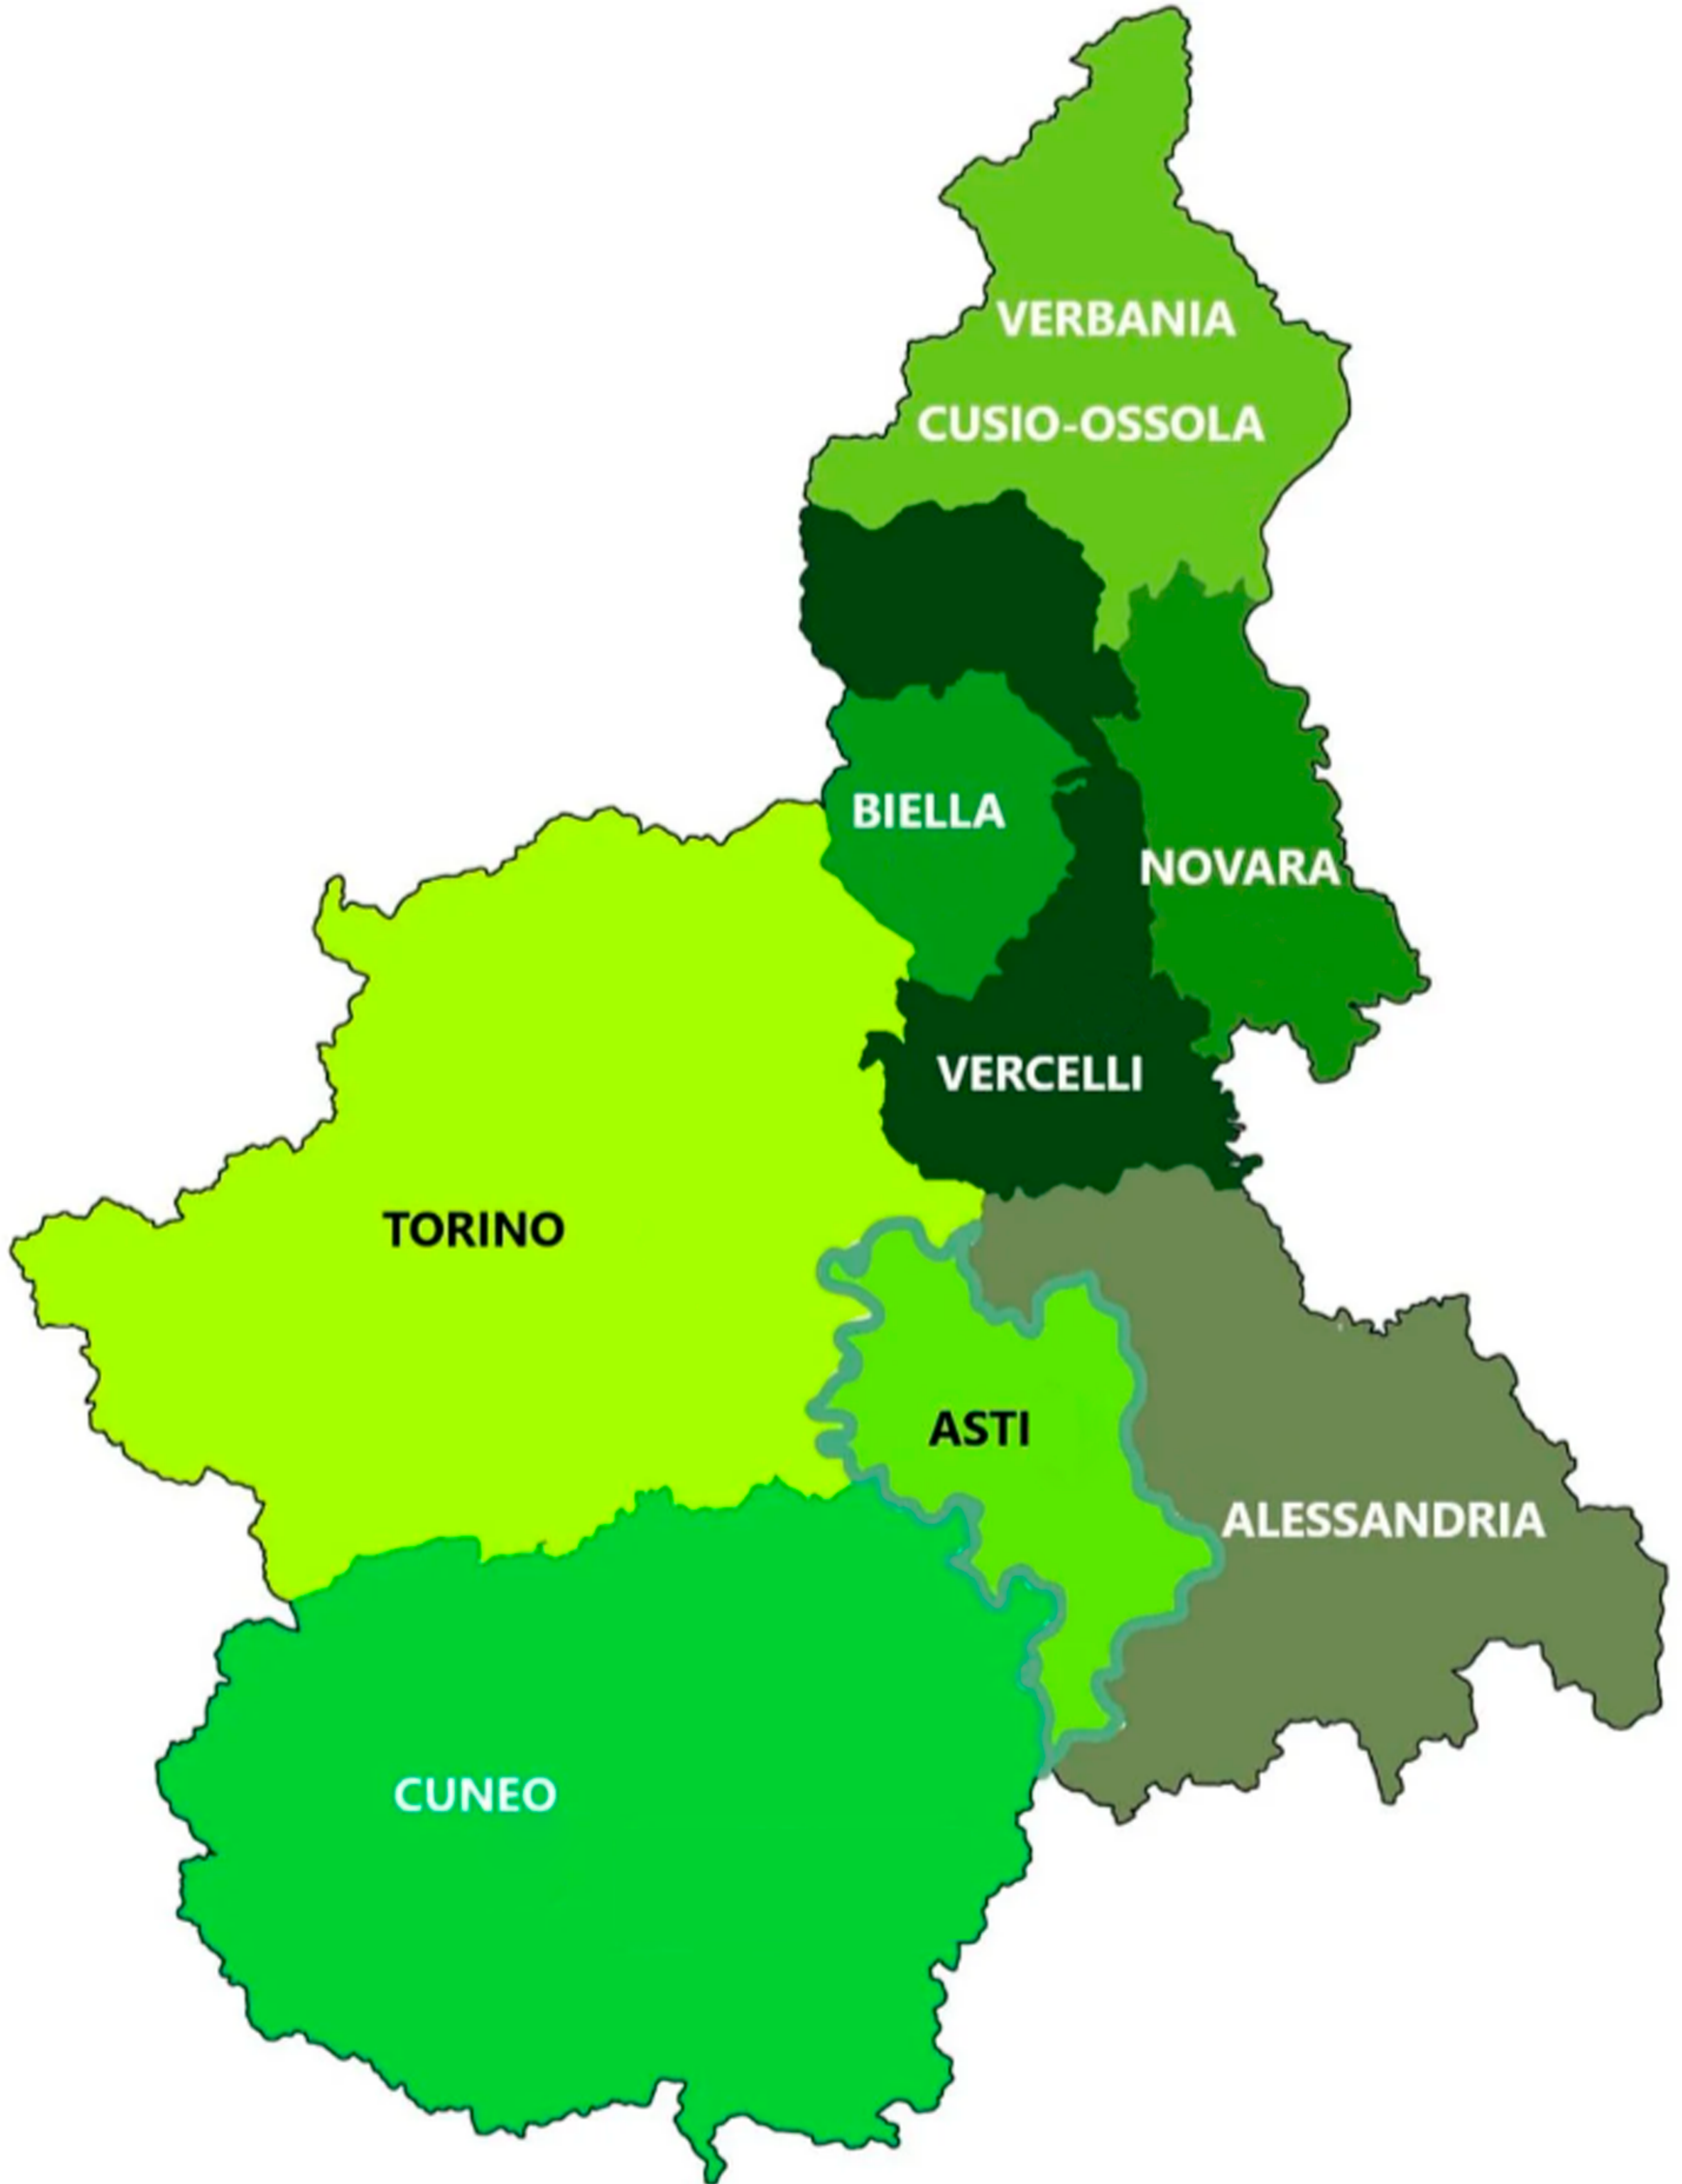 VERBANIA
CUSIO-OSSOLA
BIELLA
NOVARA
VERCELLI
TORINO
ASTI
ALESSANDRIA
CUNEO